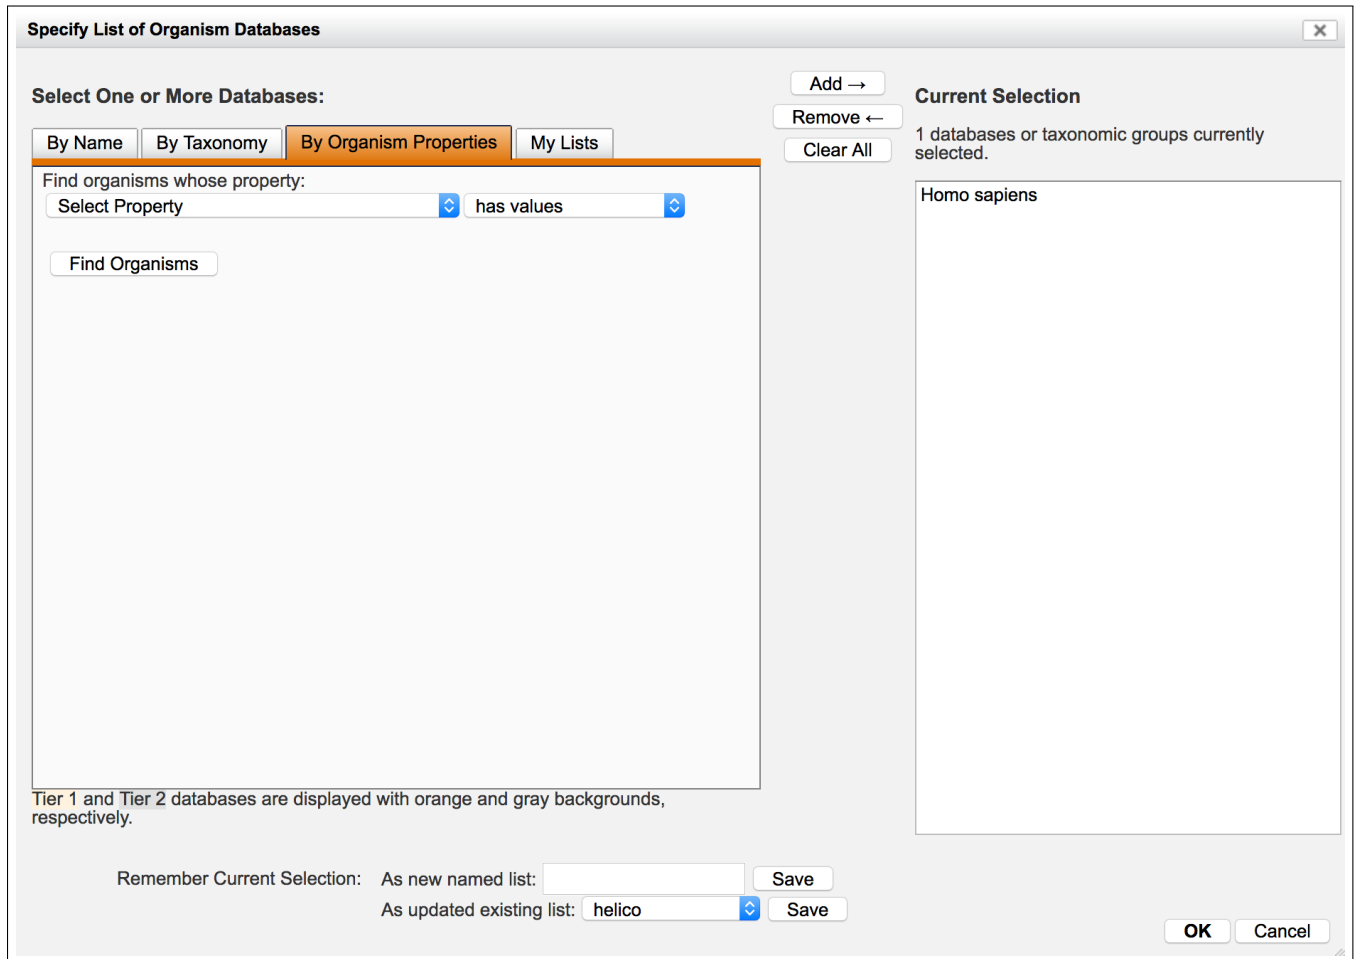 Specify List of Organism Databases
Select One or More Databases:
By Name
By Taxonomy
By Organism Properties
My Lists
Find organisms whose property:
Select Property
has values
Find Organisms
Tier 1 and Tier 2 databases are displayed with orange and gray backgrounds,
respectively.
Add →
Remove ←
Clear All
Current Selection
1 databases or taxonomic groups currently
selected.
Homo sapiens
Remember Current Selection:
As new named list:
Save
As updated existing list:
helico
Save
OK
Cancel